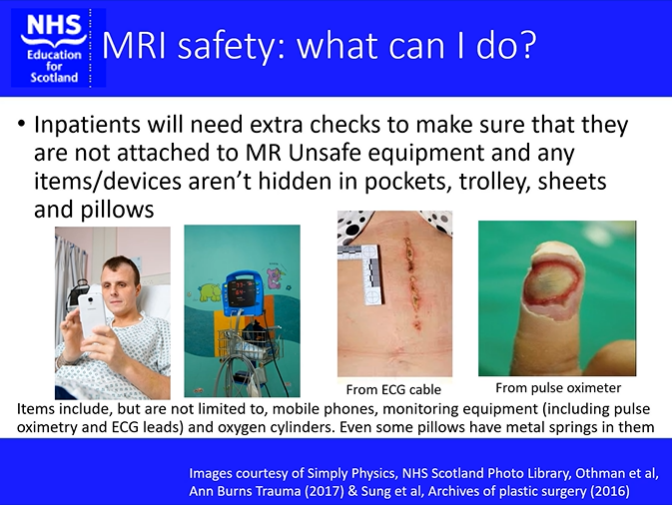 NHS
Education
for
Scotland
MRI safety: what can I do?
• Inpatients will need extra checks to make sure that they
are not attached to MR Unsafe equipment and any
items/devices aren't hidden in pockets, trolley, sheets
and pillows
From ECG cable
From pulse oximeter
Items include, but are not limited to, mobile phones, monitoring equipment (including pulse
oximetry and ECG leads) and oxygen cylinders. Even some pillows have metal springs in them
Images courtesy of Simply Physics, NHS Scotland Photo Library, Othman et al,
Ann Burns Trauma (2017) & Sung et al, Archives of plastic surgery (2016)